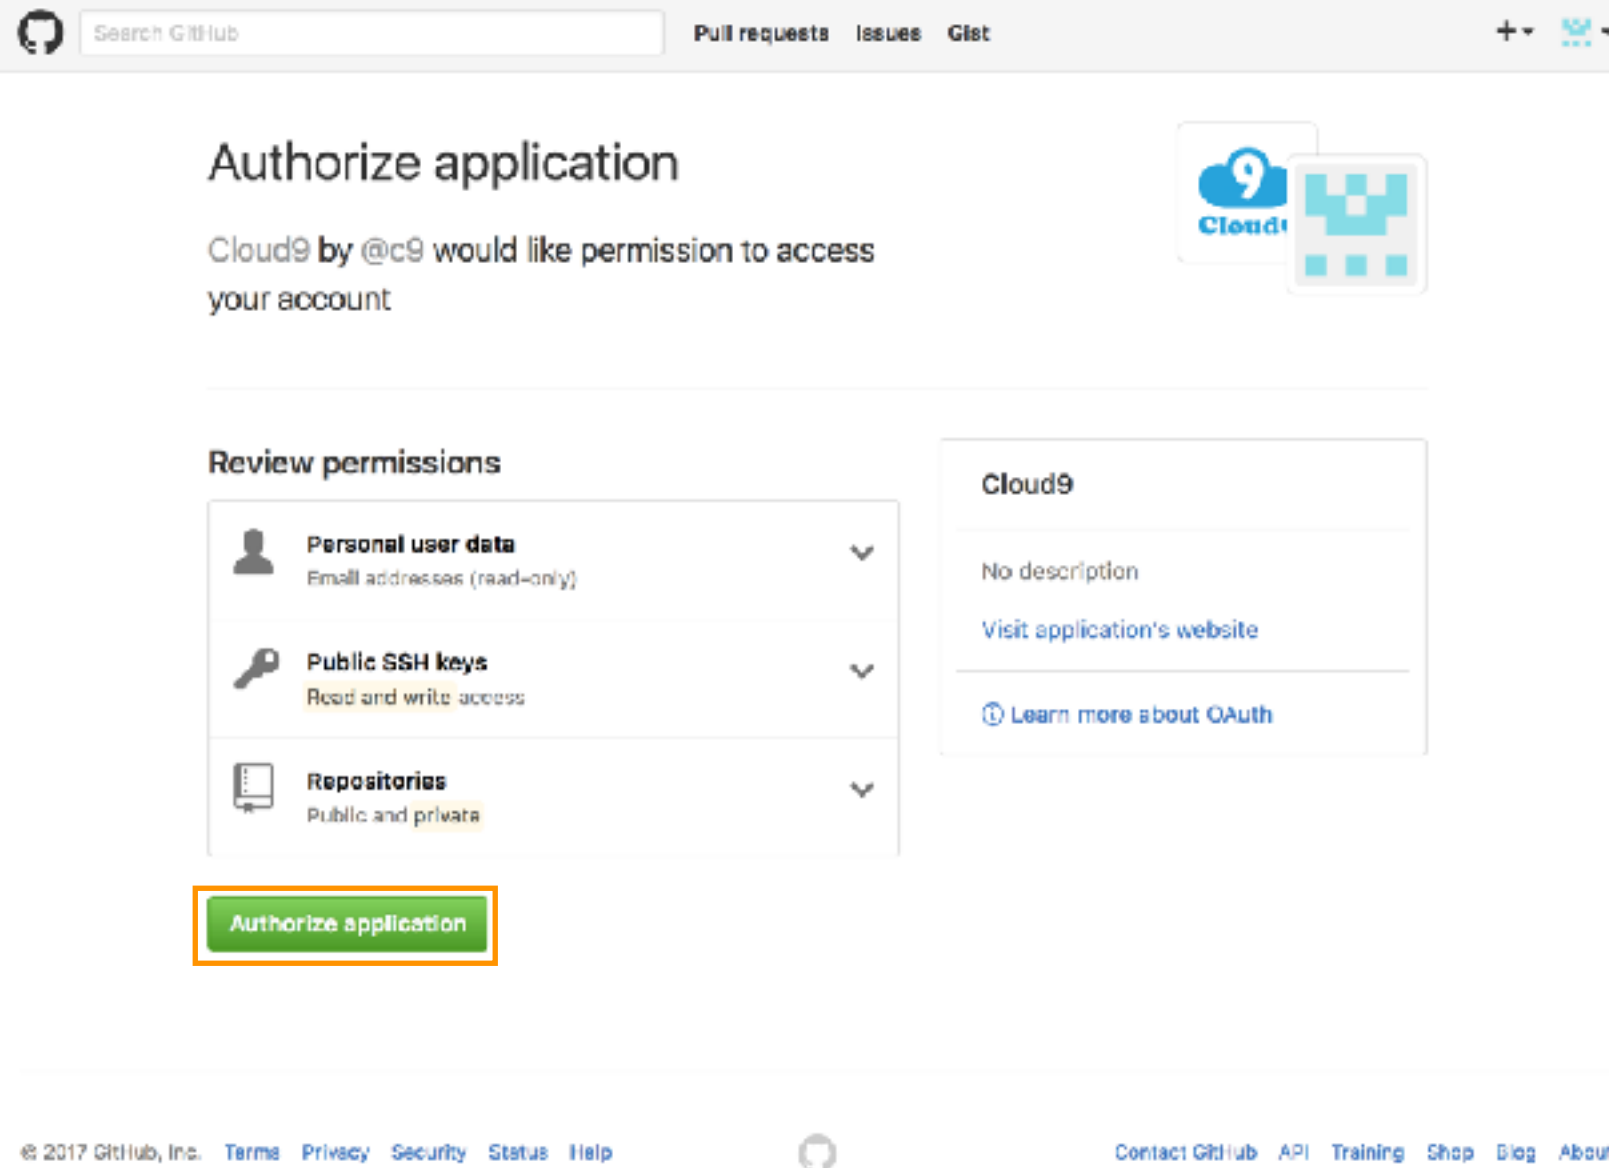 Search GitHub
Pull requests Issues Gist
Authorize application
Cloud9 by @c9 would like permission to access
your account
9
Cloud
Review permissions
Personal user data
Email addresses (read-only)
Public SSH keys
Read and write access
Repositories
Public and private
Cloud9
No description
Visit application's website
Learn more about OAuth
Authorize application
© 2017 GitHub, Inc. Terms Privacy Security Status Help
Contact GitHub API Training Shop Blog About